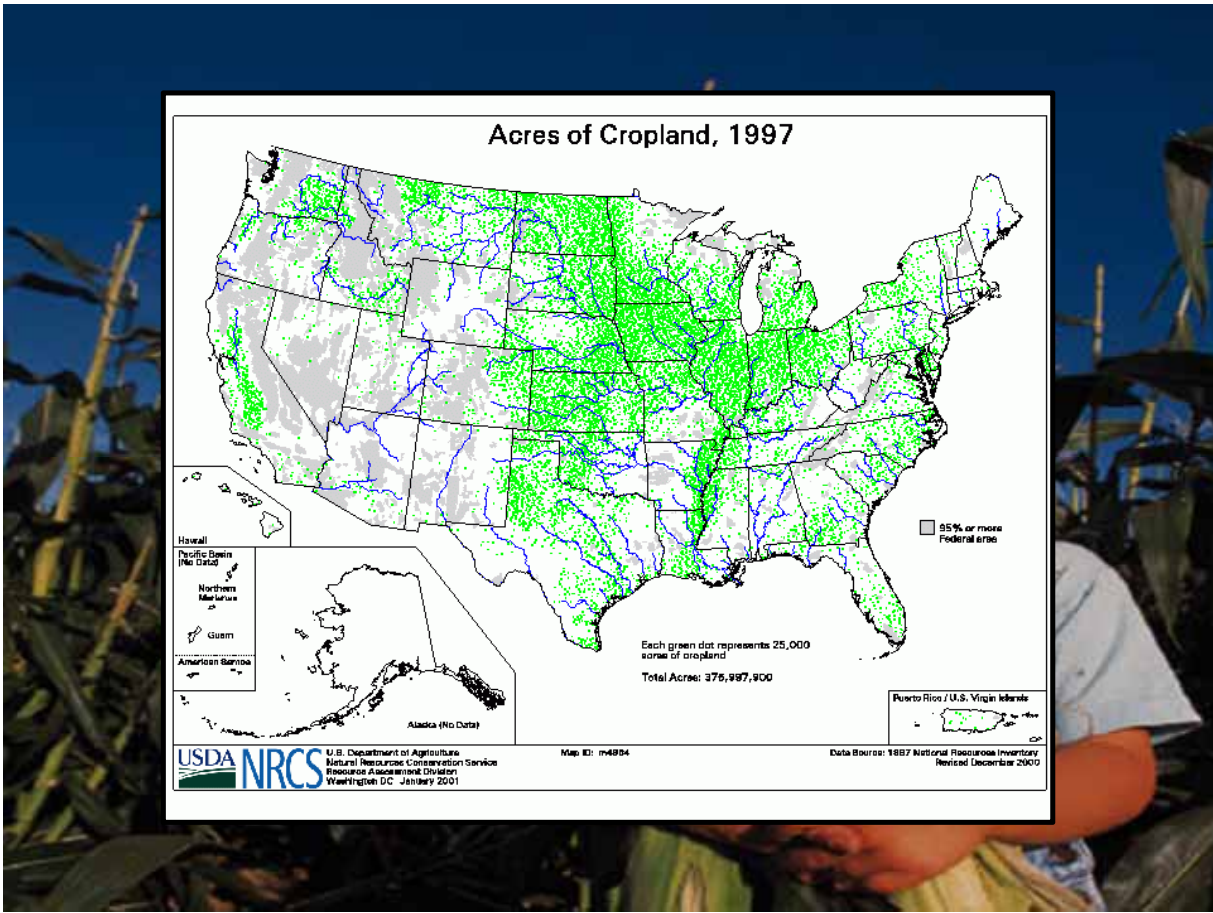 Acres of Cropland, 1997
95% or more
Federal area
Hawaii
Pacific Basin
(No Data)
Northern
Marianas
Guam
American Samoa
Alaska (No Data)
Each green dot represents 25,000
acres of cropland
Total Acres: 376,997,900
Puerto Rico / U.S. Virgin Islands
USDA
NRCS
U.S. Department of Agriculture
Natural Resources Conservation Service
Resource Assessment Division
Washington DC January 2001
Map ID: m4964
Data Source: 1997 National Resources Inventory
Revised December 2000